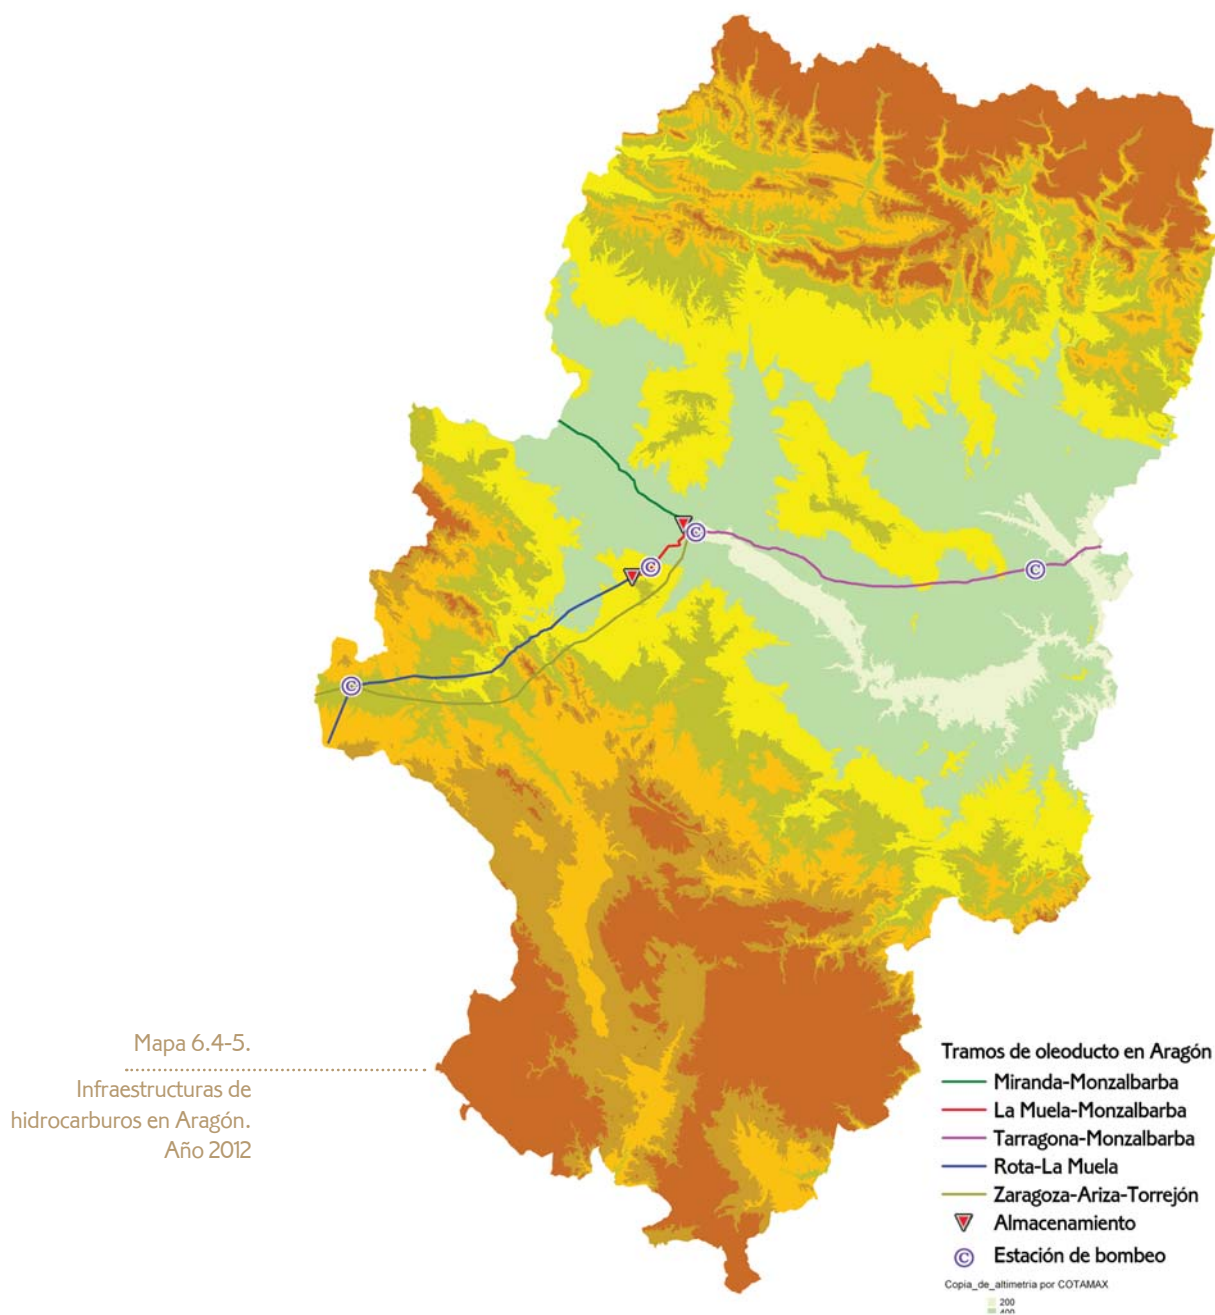 Mapa 6.4-5.
Infraestructuras de
hidrocarburos en Aragón.
Año 2012
Tramos de oleoducto en Aragón
Miranda-Monzalbarba
La Muela-Monzalbarba
Tarragona-Monzalbarba
Rota-La Muela
Zaragoza-Ariza-Torrejón
Almacenamiento
© Estación de bombeo
Copia_de_altimetria por COTAMAX
200
400